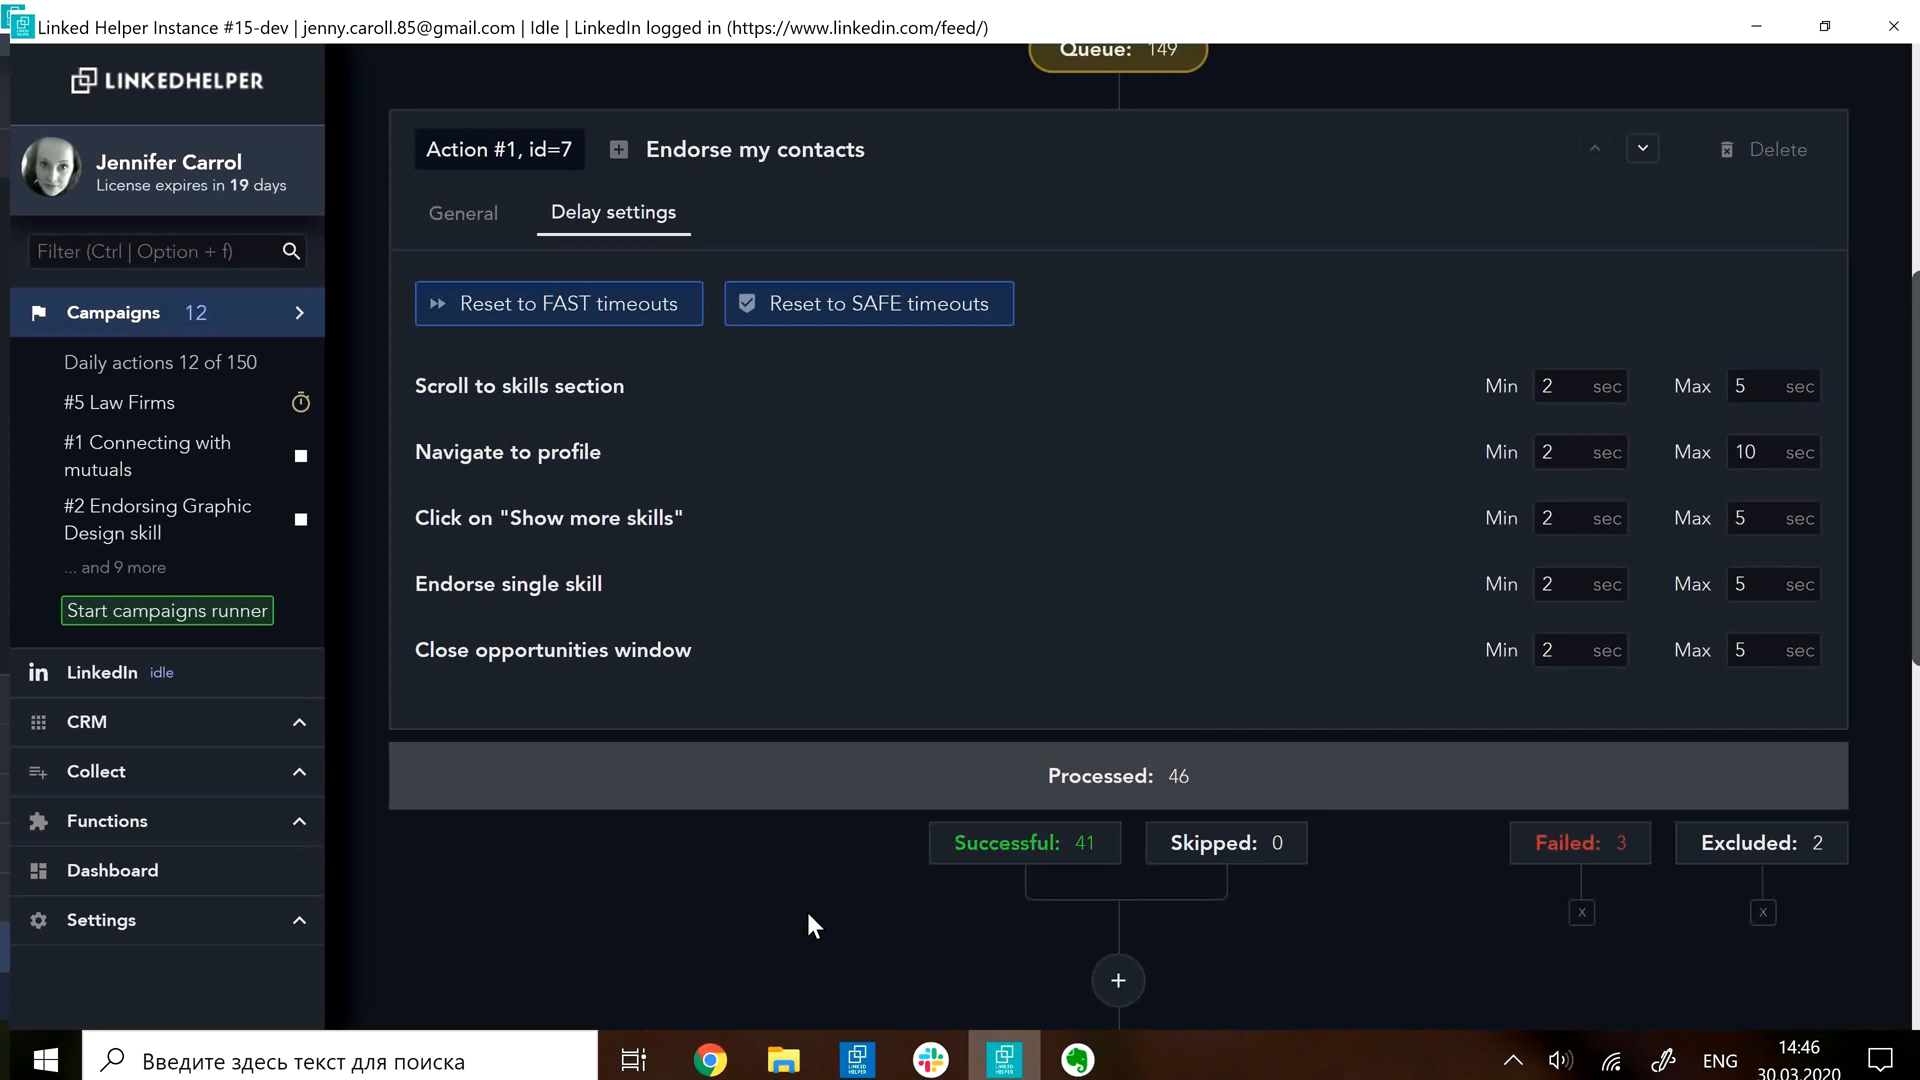 Linked Helper Instance #15-dev | jenny.caroll.85@gmail.com | Idle | LinkedIn logged in (https://www.linkedin.com/feed/)
LINKEDHELPER
Jennifer Carrol
License expires in 19 days
Filter (Ctrl | Option + f)
Campaigns 12
Daily actions 12 of 150
#5 Law Firms
#1 Connecting with
mutuals
#2 Endorsing Graphic
Design skill
... and 9 more
Start campaigns runner
LinkedIn idle
CRM
Collect
Functions
Dashboard
Settings
Queue: 149
Action #1, id=7
Endorse my contacts
Delete
General
Delay settings
Reset to FAST timeouts
Reset to SAFE timeouts
Scroll to skills section Min 2 sec Max 5 sec
Navigate to profile Min 2 sec Max 10 sec
Click on "Show more skills" Min 2 sec Max 5 sec
Endorse single skill Min 2 sec Max 5 sec
Close opportunities window Min 2 sec Max 5 sec
Processed: 46
Successful: 41
Skipped: 0
Failed: 3
Excluded: 2
x
x
+
Введите здесь текст для поиска
LINKED
HELPER
LINKED
HELPER
ENG
14:46
30.03.2020